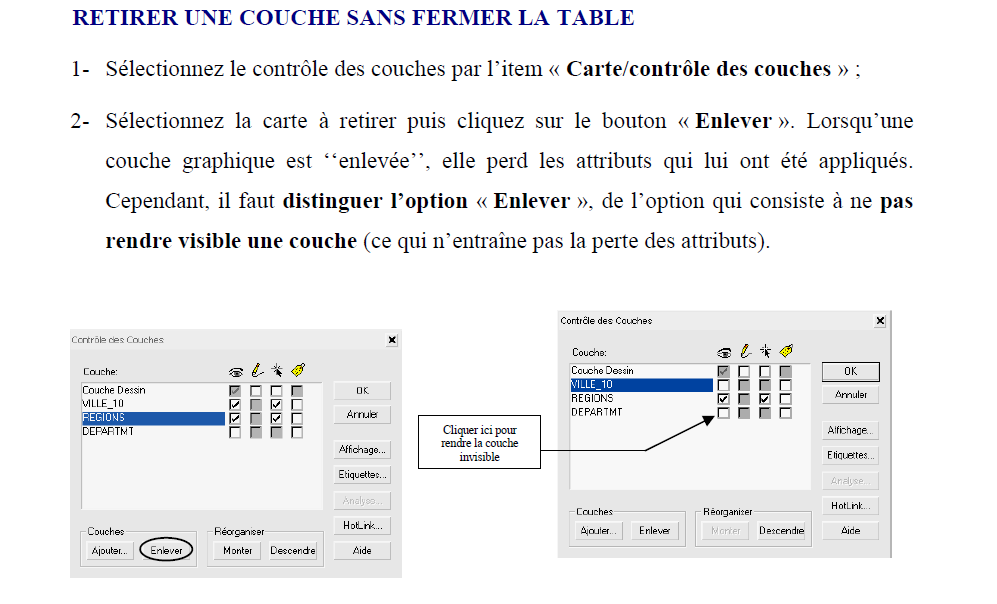 RETIRER UNE COUCHE SANS FERMER LA TABLE
1- Sélectionnez le contrôle des couches par l’item « Carte/contrôle des couches » ;
2- Sélectionnez la carte à retirer puis cliquez sur le bouton « Enlever ». Lorsqu’une
couche graphique est ‘‘enlevée’’, elle perd les attributs qui lui ont été appliqués.
Cependant, il faut distinguer l’option « Enlever », de l’option qui consiste à ne pas
rendre visible une couche (ce qui n’entraîne pas la perte des attributs).
Contrôle des Couches
Couche:
Couche Dessin
VILLE_10
REGIONS
DEPARTMT
OK
Annuler
Affichage...
Etiquettes...
Analyse...
HotLink...
Aide
Couches
Ajouter...
Enlever
Réorganiser
Monter
Descendre
Cliquer ici pour
rendre la couche
invisible
Contrôle des Couches
Couche:
Couche Dessin
VILLE_10
REGIONS
DEPARTMT
OK
Annuler
Affichage...
Etiquettes...
Analyse...
HotLink...
Aide
Couches
Ajouter...
Enlever
Réorganiser
Monter
Descendre